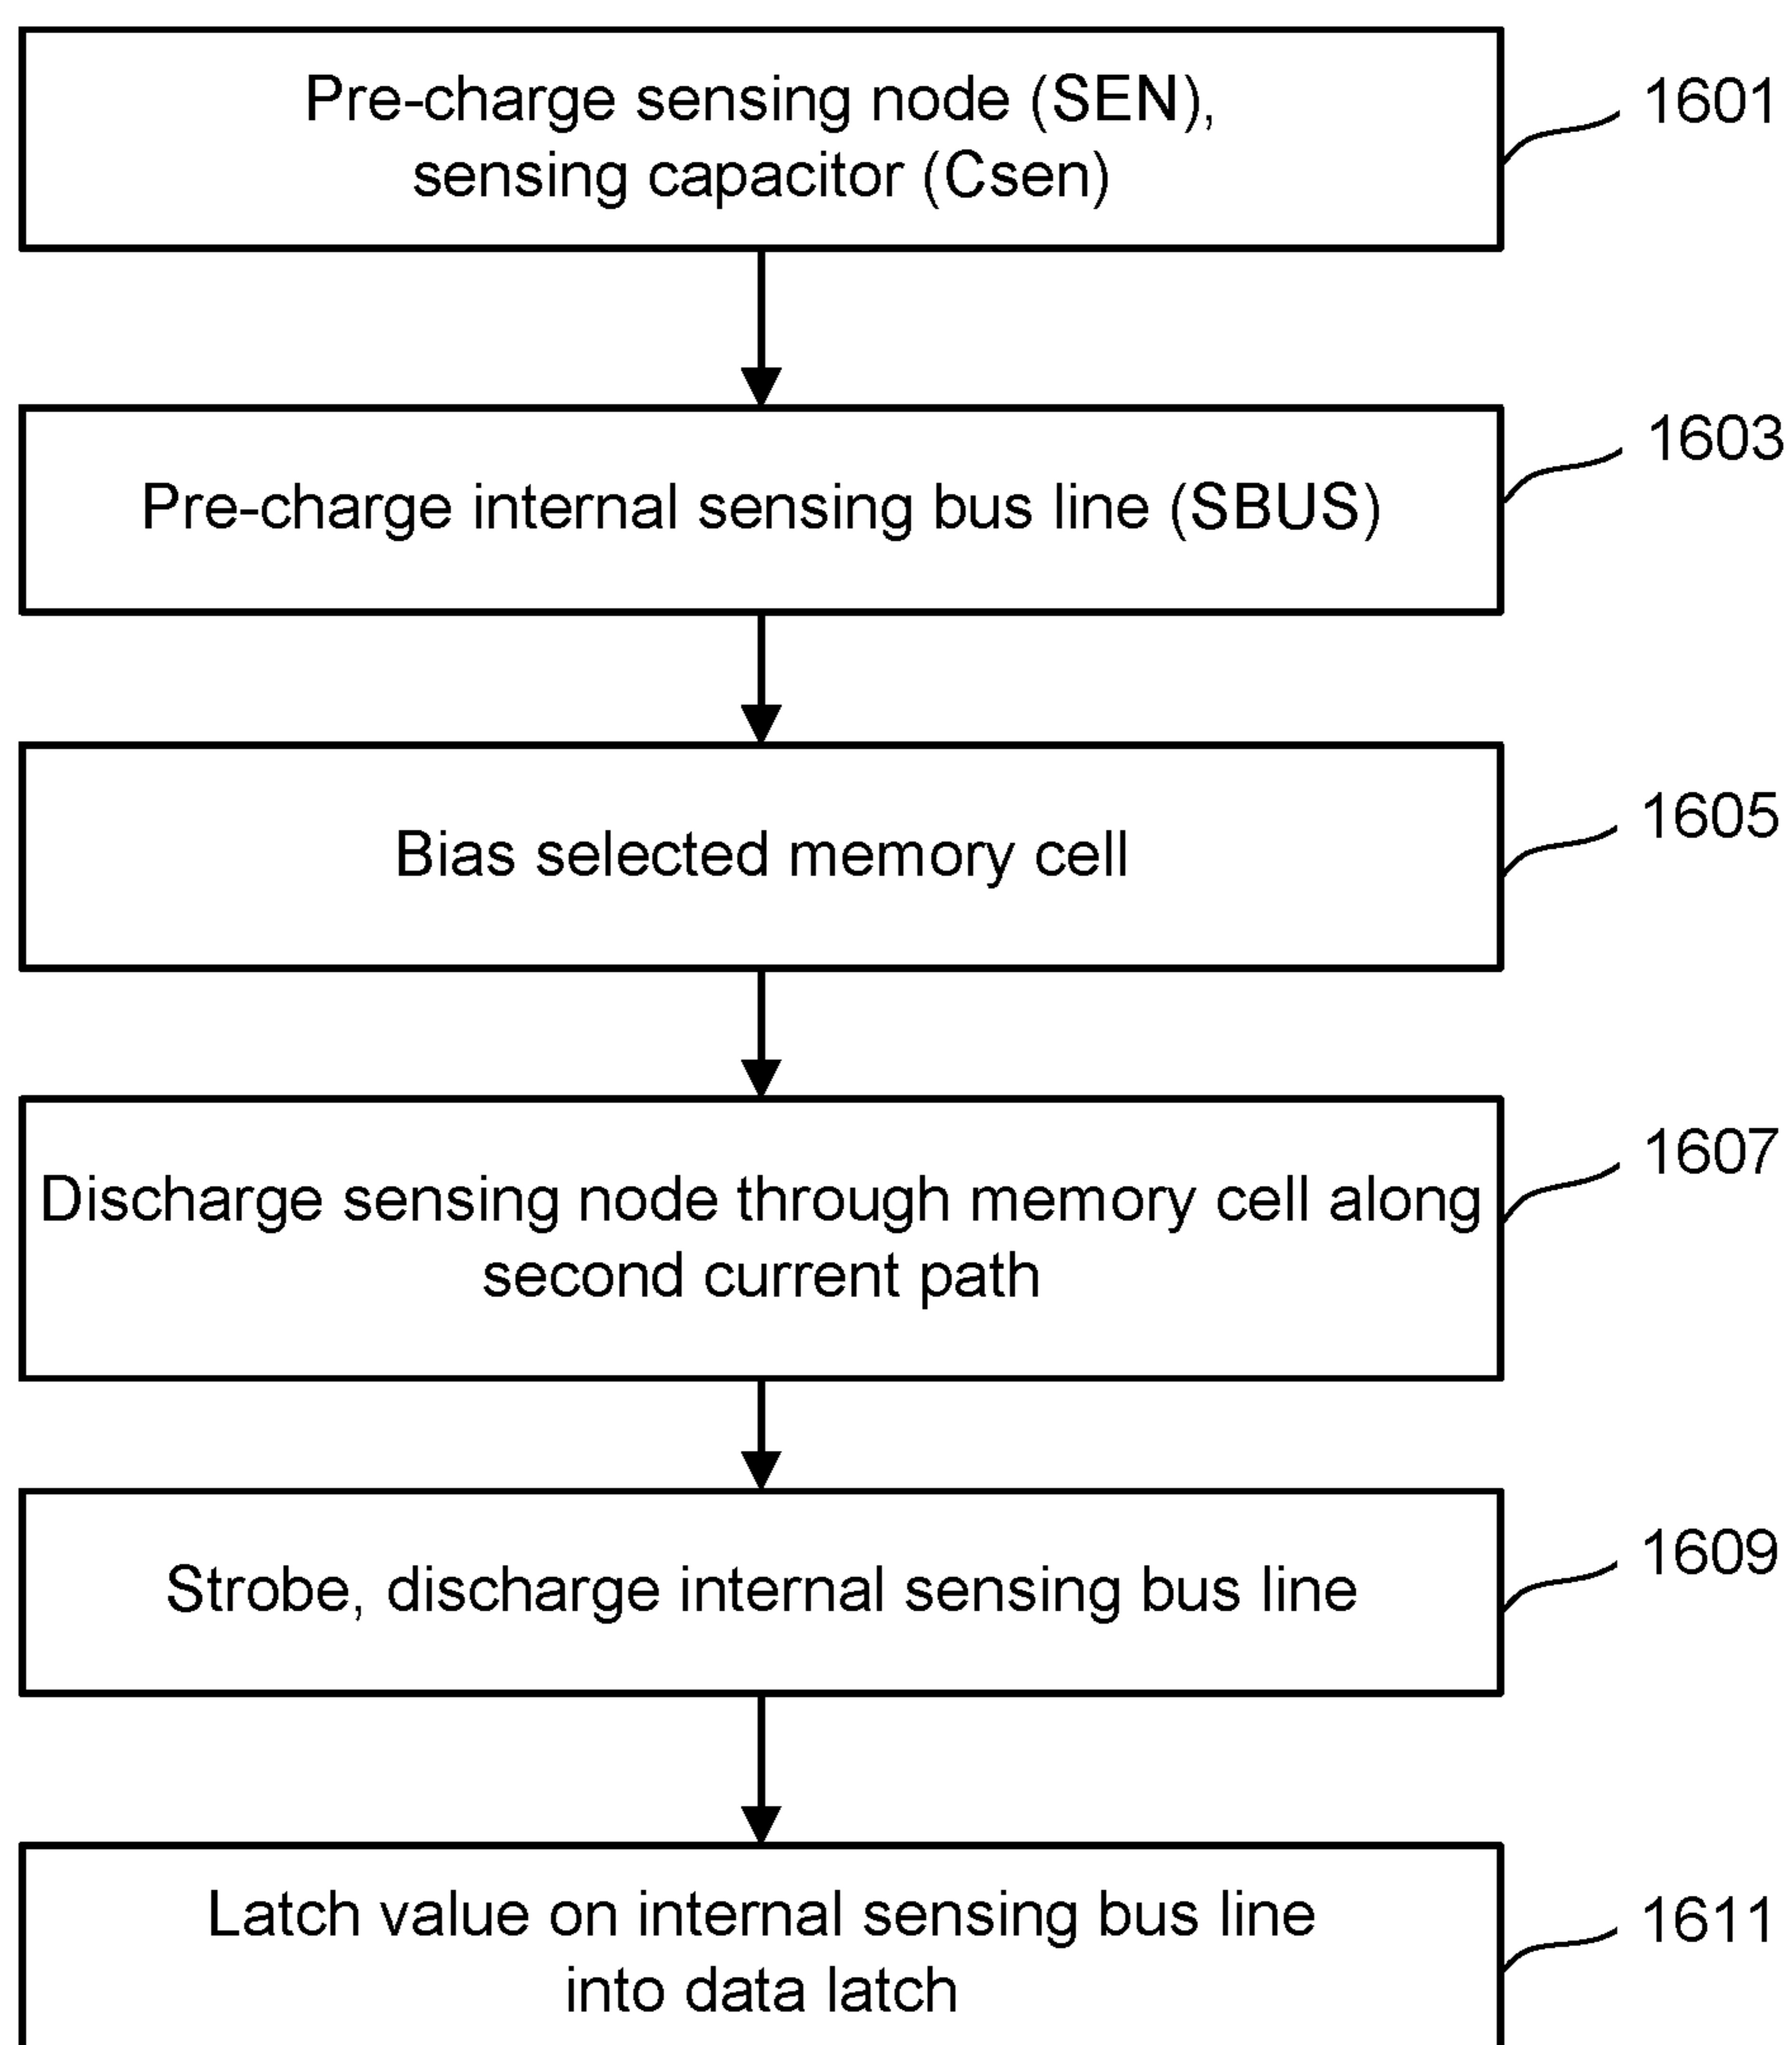 Pre-charge sensing node (SEN),
sensing capacitor (Csen)
1601
Pre-charge internal sensing bus line (SBUS)
1603
Bias selected memory cell
1605
Discharge sensing node through memory cell along
second current path
1607
Strobe, discharge internal sensing bus line
1609
Latch value on internal sensing bus line
into data latch
1611